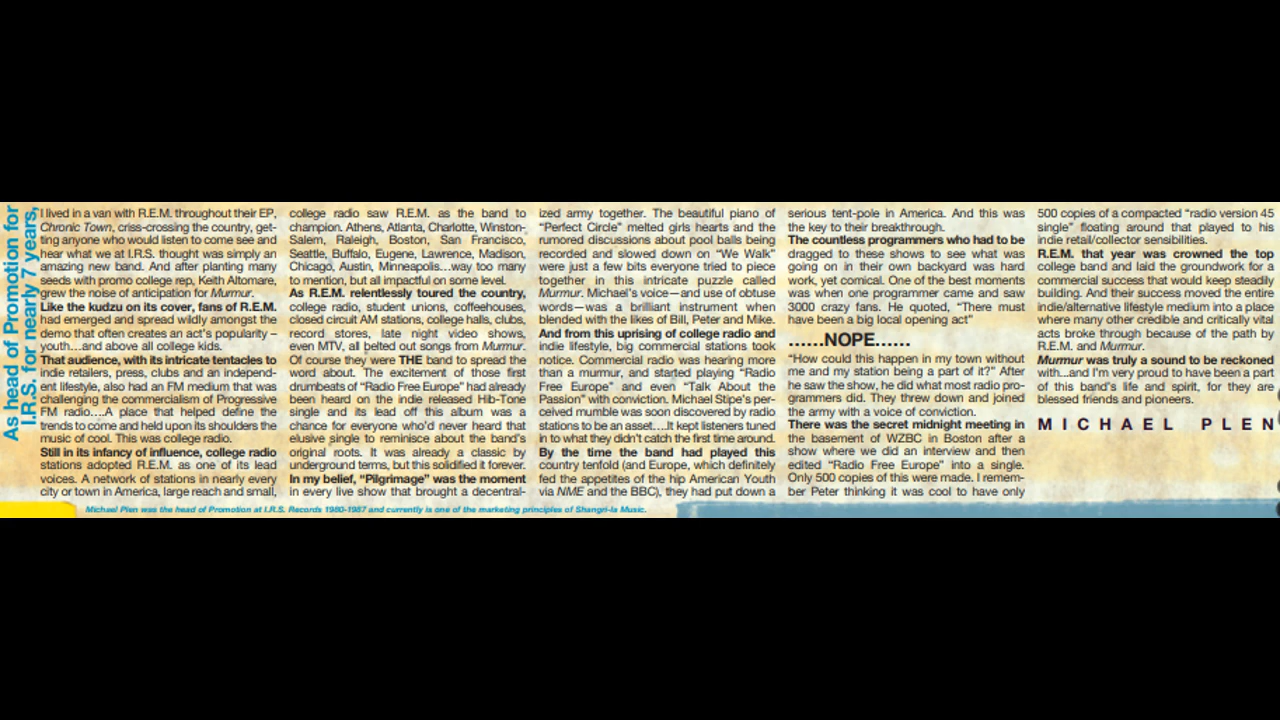 As head of Promotion for
I.R.S. for nearly 7 years,
I lived in a van with R.E.M. throughout their EP,
Chronic Town, criss-crossing the country, get-
ting anyone who would listen to come see and
hear what we at I.R.S. thought was simply an
amazing new band. And after planting many
seeds with promo college rep, Keith Altomare,
grew the noise of anticipation for Murmur.
Like the kudzu on its cover, fans of R.E.M.
had emerged and spread wildly amongst the
demo that often creates an act's popularity –
youth…and above all college kids.
That audience, with its intricate tentacles to
indie retailers, press, clubs and an independ-
ent lifestyle, also had an FM medium that was
challenging the commercialism of Progressive
FM radio….A place that helped define the
trends to come and held upon its shoulders the
music of cool. This was college radio.
Still in its infancy of influence, college radio
stations adopted R.E.M. as one of its lead
voices. A network of stations in nearly every
city or town in America, large reach and small,
college radio saw R.E.M. as the band to
champion. Athens, Atlanta, Charlotte, Winston-
Salem, Raleigh, Boston, San Francisco,
Seattle, Buffalo, Eugene, Lawrence, Madison,
Chicago, Austin, Minneapolis…way too many
to mention, but all impactful on some level.
As R.E.M. relentlessly toured the country,
college radio, student unions, coffeehouses,
closed circuit AM stations, college halls, clubs,
record stores, late night video shows,
even MTV, all belted out songs from Murmur.
Of course they were THE band to spread the
word about. The excitement of those first
drumbeats of “Radio Free Europe” had already
been heard on the indie released Hib-Tone
single and its lead off this album was a
chance for everyone who'd never heard that
elusive single to reminisce about the band's
original roots. It was already a classic by
underground terms, but this solidified it forever.
In my belief, “Pilgrimage” was the moment
in every live show that brought a decentral-
ized army together. The beautiful piano of
“Perfect Circle” melted girls hearts and the
rumored discussions about pool balls being
recorded and slowed down on “We Walk”
were just a few bits everyone tried to piece
together in this intricate puzzle called
Murmur. Michael's voice—and use of obtuse
words—was a brilliant instrument when
blended with the likes of Bill, Peter and Mike.
And from this uprising of college radio and
indie lifestyle, big commercial stations took
notice. Commercial radio was hearing more
than a murmur, and started playing “Radio
Free Europe” and even “Talk About the
Passion” with conviction. Michael Stipe's per-
ceived mumble was soon discovered by radio
stations to be an asset….It kept listeners tuned
in to what they didn't catch the first time around.
By the time the band had played this
country tenfold (and Europe, which definitely
fed the appetites of the hip American Youth
via NME and the BBC), they had put down a
serious tent-pole in America. And this was
the key to their breakthrough.
The countless programmers who had to be
dragged to these shows to see what was
going on in their own backyard was hard
work, yet comical. One of the best moments
was when one programmer came and saw
3000 crazy fans. He quoted, “There must
have been a big local opening act”
……NOPE……
“How could this happen in my town without
me and my station being a part of it?” After
he saw the show, he did what most radio pro-
grammers did. They threw down and joined
the army with a voice of conviction.
There was the secret midnight meeting in
the basement of WZBC in Boston after a
show where we did an interview and then
edited “Radio Free Europe” into a single.
Only 500 copies of this were made. I remem-
ber Peter thinking it was cool to have only
500 copies of a compacted “radio version 45
single” floating around that played to his
indie retail/collector sensibilities.
R.E.M. that year was crowned the top
college band and laid the groundwork for a
commercial success that would keep steadily
building. And their success moved the entire
indie/alternative lifestyle medium into a place
where many other credible and critically vital
acts broke through because of the path by
R.E.M. and Murmur.
Murmur was truly a sound to be reckoned
with...and I'm very proud to have been a part
of this band's life and spirit, for they are
blessed friends and pioneers.
MICHAEL PLEN
Michael Plen was the head of Promotion at I.R.S. Records 1980-1987 and currently is one of the marketing principles of Shangri-la Music.